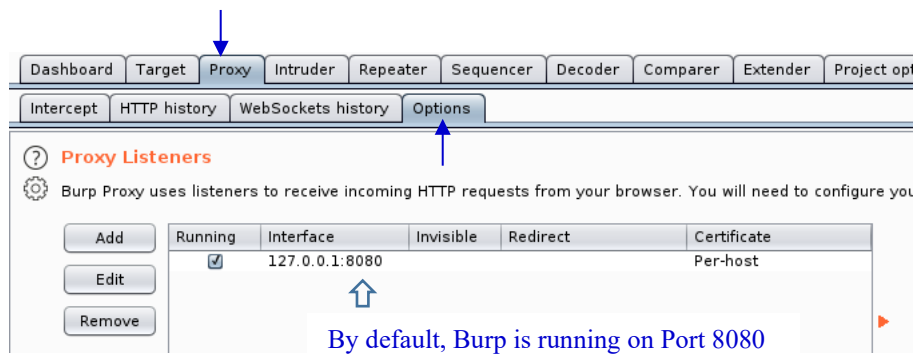 Dashboard Target Proxy Intruder Repeater Sequencer Decoder Comparer Extender Project opt
Intercept HTTP history WebSockets history Options
? Proxy Listeners
Burp Proxy uses listeners to receive incoming HTTP requests from your browser. You will need to configure you
Add Running Interface Invisible Redirect Certificate
127.0.0.1:8080 Per-host
Edit
Remove
By default, Burp is running on Port 8080